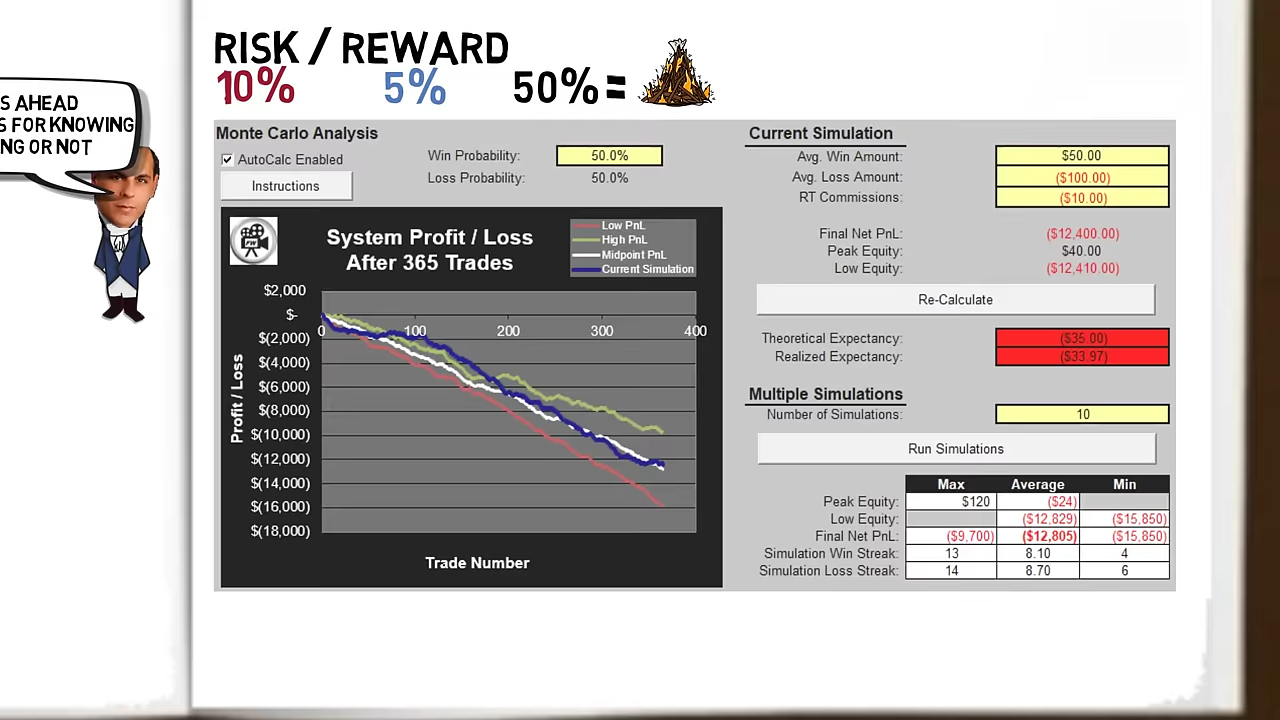 RISK / REWARD
10% 5% 50% =
S AHEAD
S FOR KNOWING
NG OR NOT
Monte Carlo Analysis
AutoCalc Enabled
Instructions
Win Probability: 50.0%
Loss Probability: 50.0%
System Profit / Loss
After 365 Trades
Low PnL
High PnL
Midpoint PnL
Current Simulation
$2,000
$-
$(2,000)
$(4,000)
$(6,000)
$(8,000)
$(10,000)
$(12,000)
$(14,000)
$(16,000)
$(18,000)
0 100 200 300 400
Profit / Loss
Trade Number
Current Simulation
Avg. Win Amount: $50.00
Avg. Loss Amount: ($100.00)
RT Commissions: ($10.00)
Final Net PnL: ($12,400.00)
Peak Equity: $40.00
Low Equity: ($12,410.00)
Re-Calculate
Theoretical Expectancy: ($35.00)
Realized Expectancy: ($33.97)
Multiple Simulations
Number of Simulations: 10
Run Simulations
Max Average Min
Peak Equity: $120 ($24)
Low Equity: ($12,829) ($15,850)
Final Net PnL: ($9,700) ($12,805) ($15,850)
Simulation Win Streak: 13 8.10 4
Simulation Loss Streak: 14 8.70 6